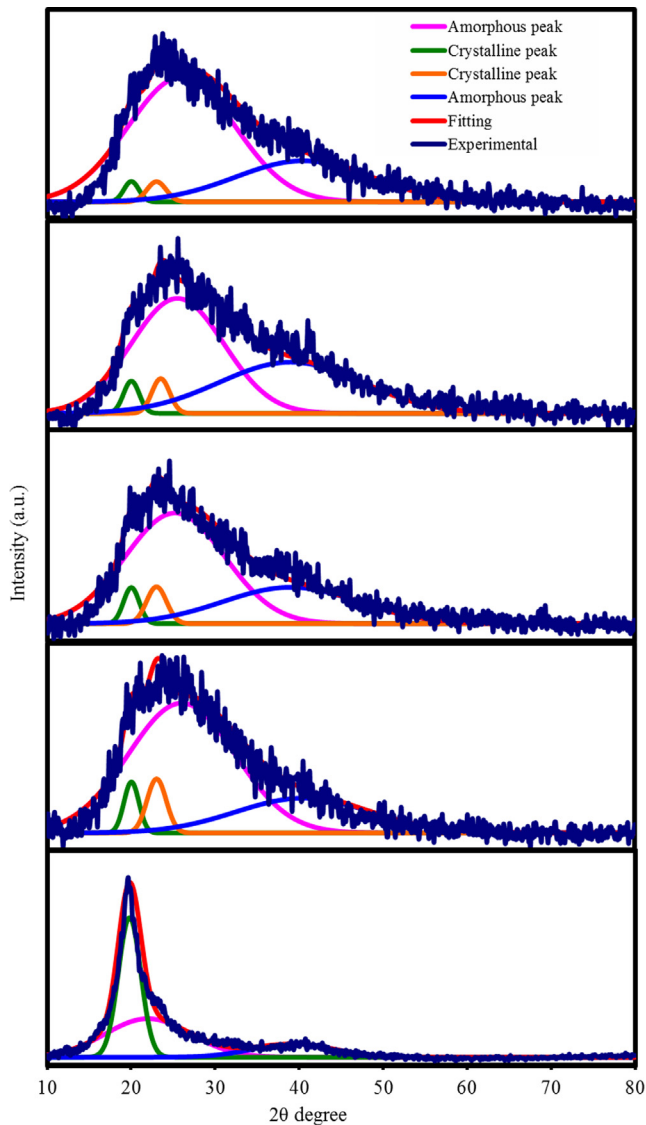 Amorphous peak
Crystalline peak
Crystalline peak
Amorphous peak
Fitting
Experimental
Intensity (a.u.)
10 20 30 40 50 60 70 80
2θ degree